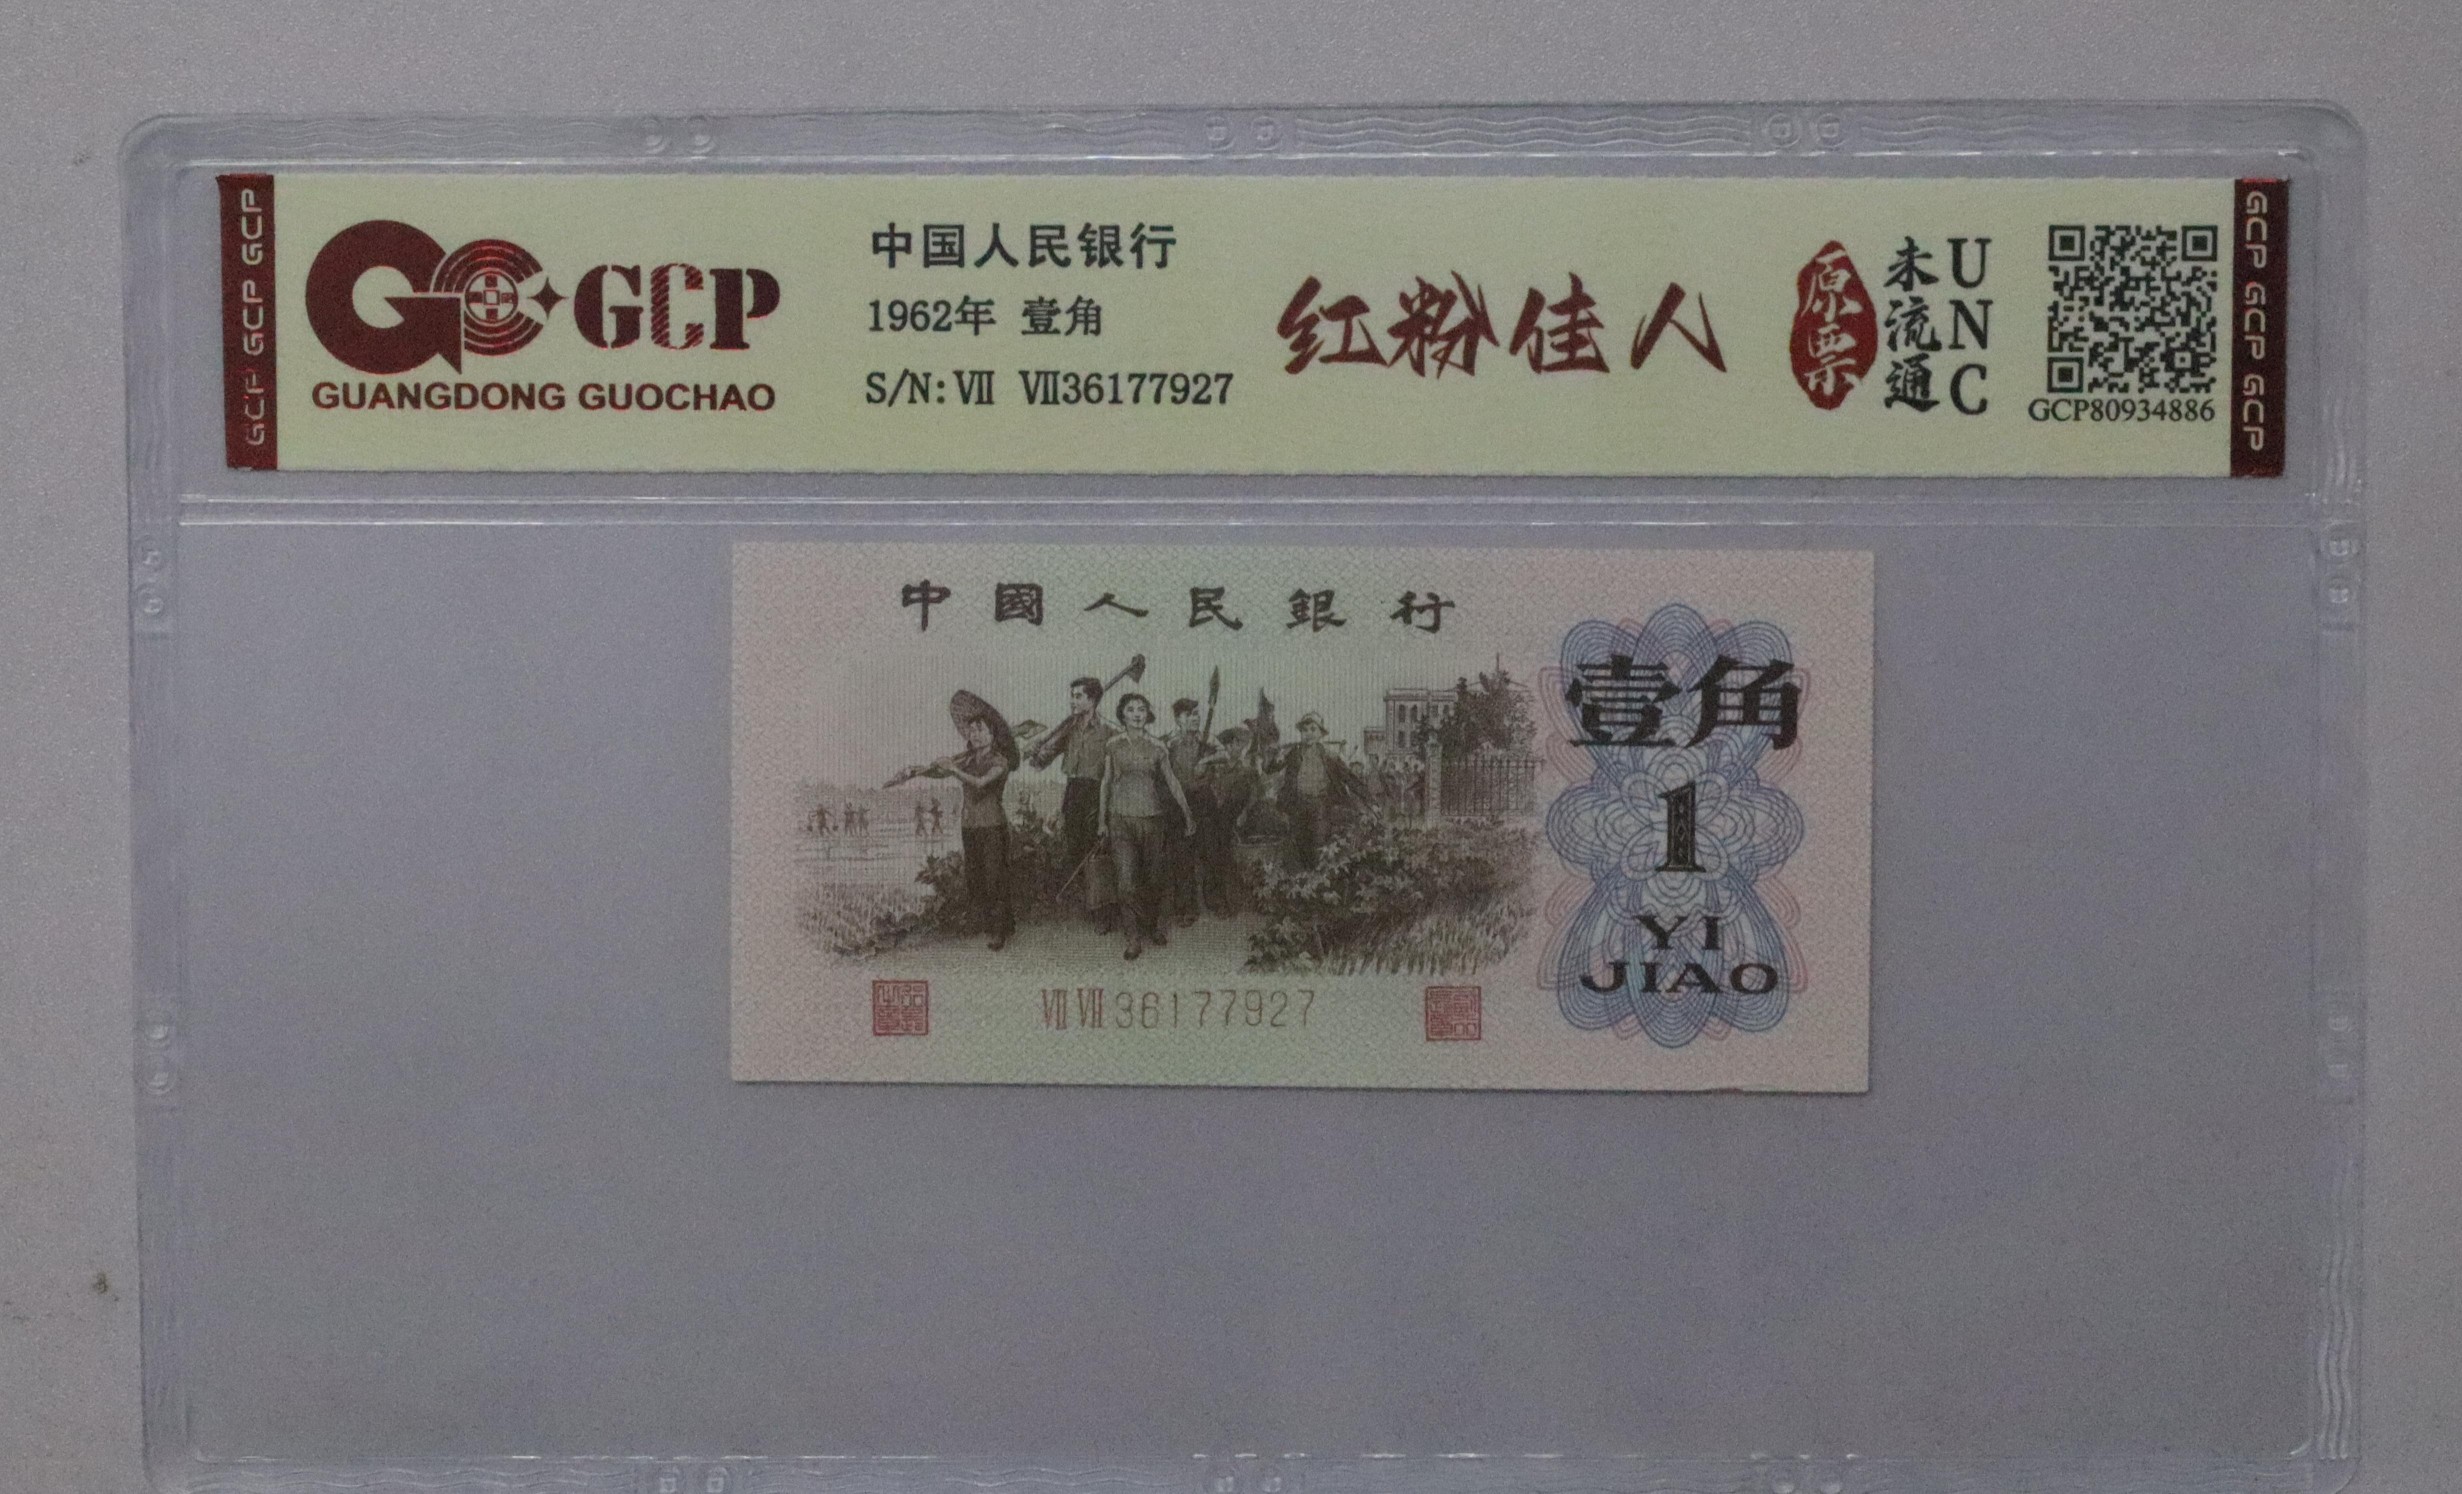 GCP GCP GCP
GCP
GUANGDONG GUOCHAO
中国人民银行
1962年 壹角
S/N: Ⅶ Ⅶ36177927
红粉佳人
原票
未流通
UNC
GCP80934886
GCP GCP GCP
中國人民銀行
壹角
1
YI
JIAO
ⅦⅦ36177927